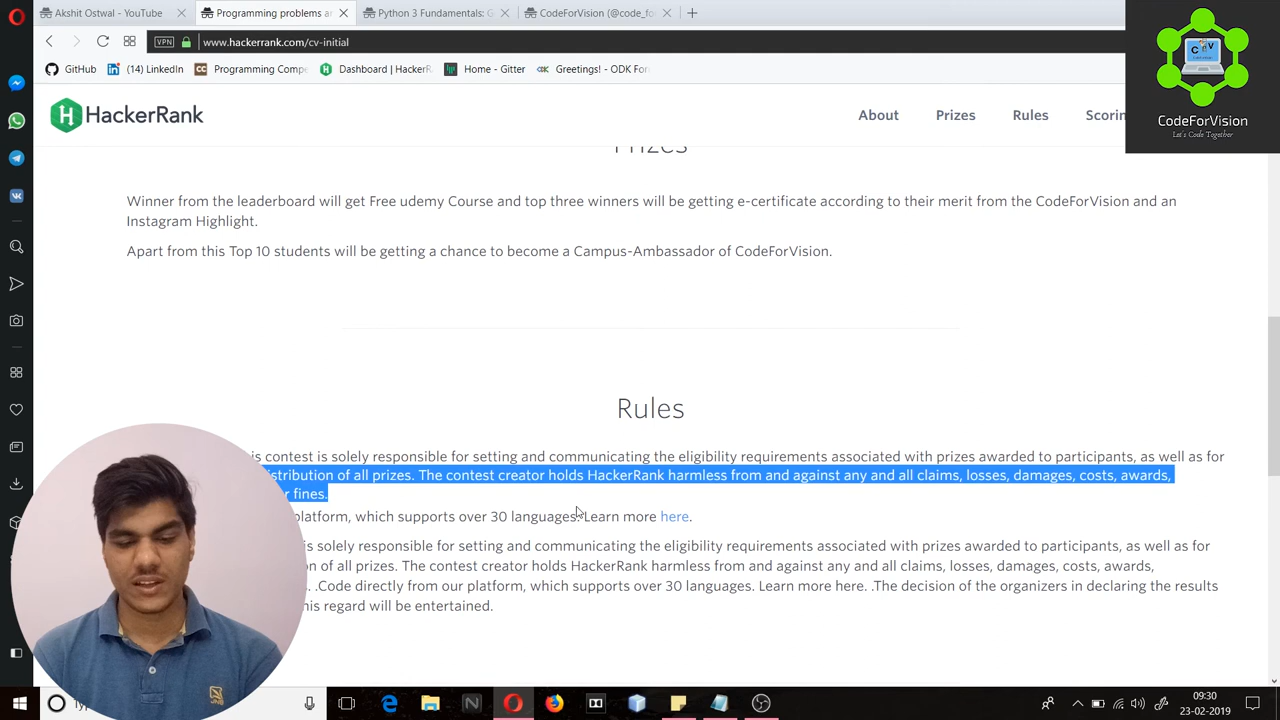 Akshit Ostwal - YouTube
Programming problems a
Python 3 Fundamentals: G
CodeForVision (@code_fo
VPN
www.hackerrank.com/cv-initial
GitHub
(14) LinkedIn
Programming Comp
Dashboard | HackerR
Home - Gitter
Greetings! - ODK For
CodeForVision
Let's Code Together
HackerRank
About
Prizes
Rules
Scorin
Prizes
Winner from the leaderboard will get Free udemy Course and top three winners will be getting e-certificate according to their merit from the CodeForVision and an
Instagram Highlight.
Apart from this Top 10 students will be getting a chance to become a Campus-Ambassador of CodeForVision.
Rules
is contest is solely responsible for setting and communicating the eligibility requirements associated with prizes awarded to participants, as well as for
istribution of all prizes. The contest creator holds HackerRank harmless from and against any and all claims, losses, damages, costs, awards,
r fines.
platform, which supports over 30 languages. Learn more here.
is solely responsible for setting and communicating the eligibility requirements associated with prizes awarded to participants, as well as for
on of all prizes. The contest creator holds HackerRank harmless from and against any and all claims, losses, damages, costs, awards,
. .Code directly from our platform, which supports over 30 languages. Learn more here. .The decision of the organizers in declaring the results
his regard will be entertained.
09:30
23-02-2019